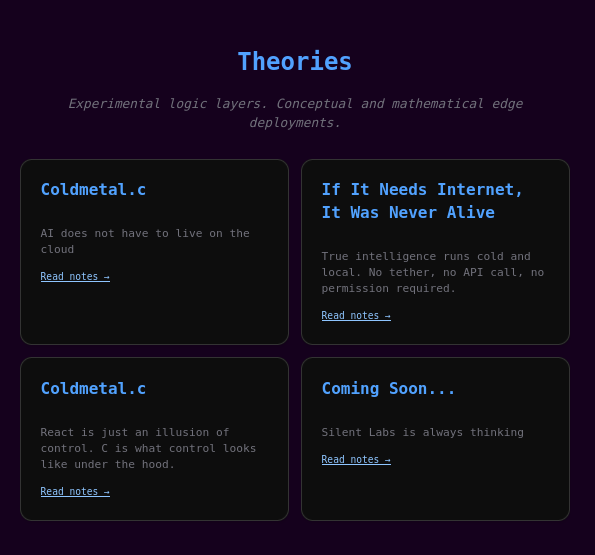 Theories
Experimental logic layers. Conceptual and mathematical edge
deployments.
Coldmetal.c
AI does not have to live on the
cloud
Read notes →
If It Needs Internet,
It Was Never Alive
True intelligence runs cold and
local. No tether, no API call, no
permission required.
Read notes →
Coldmetal.c
React is just an illusion of
control. C is what control looks
like under the hood.
Read notes →
Coming Soon...
Silent Labs is always thinking
Read notes →